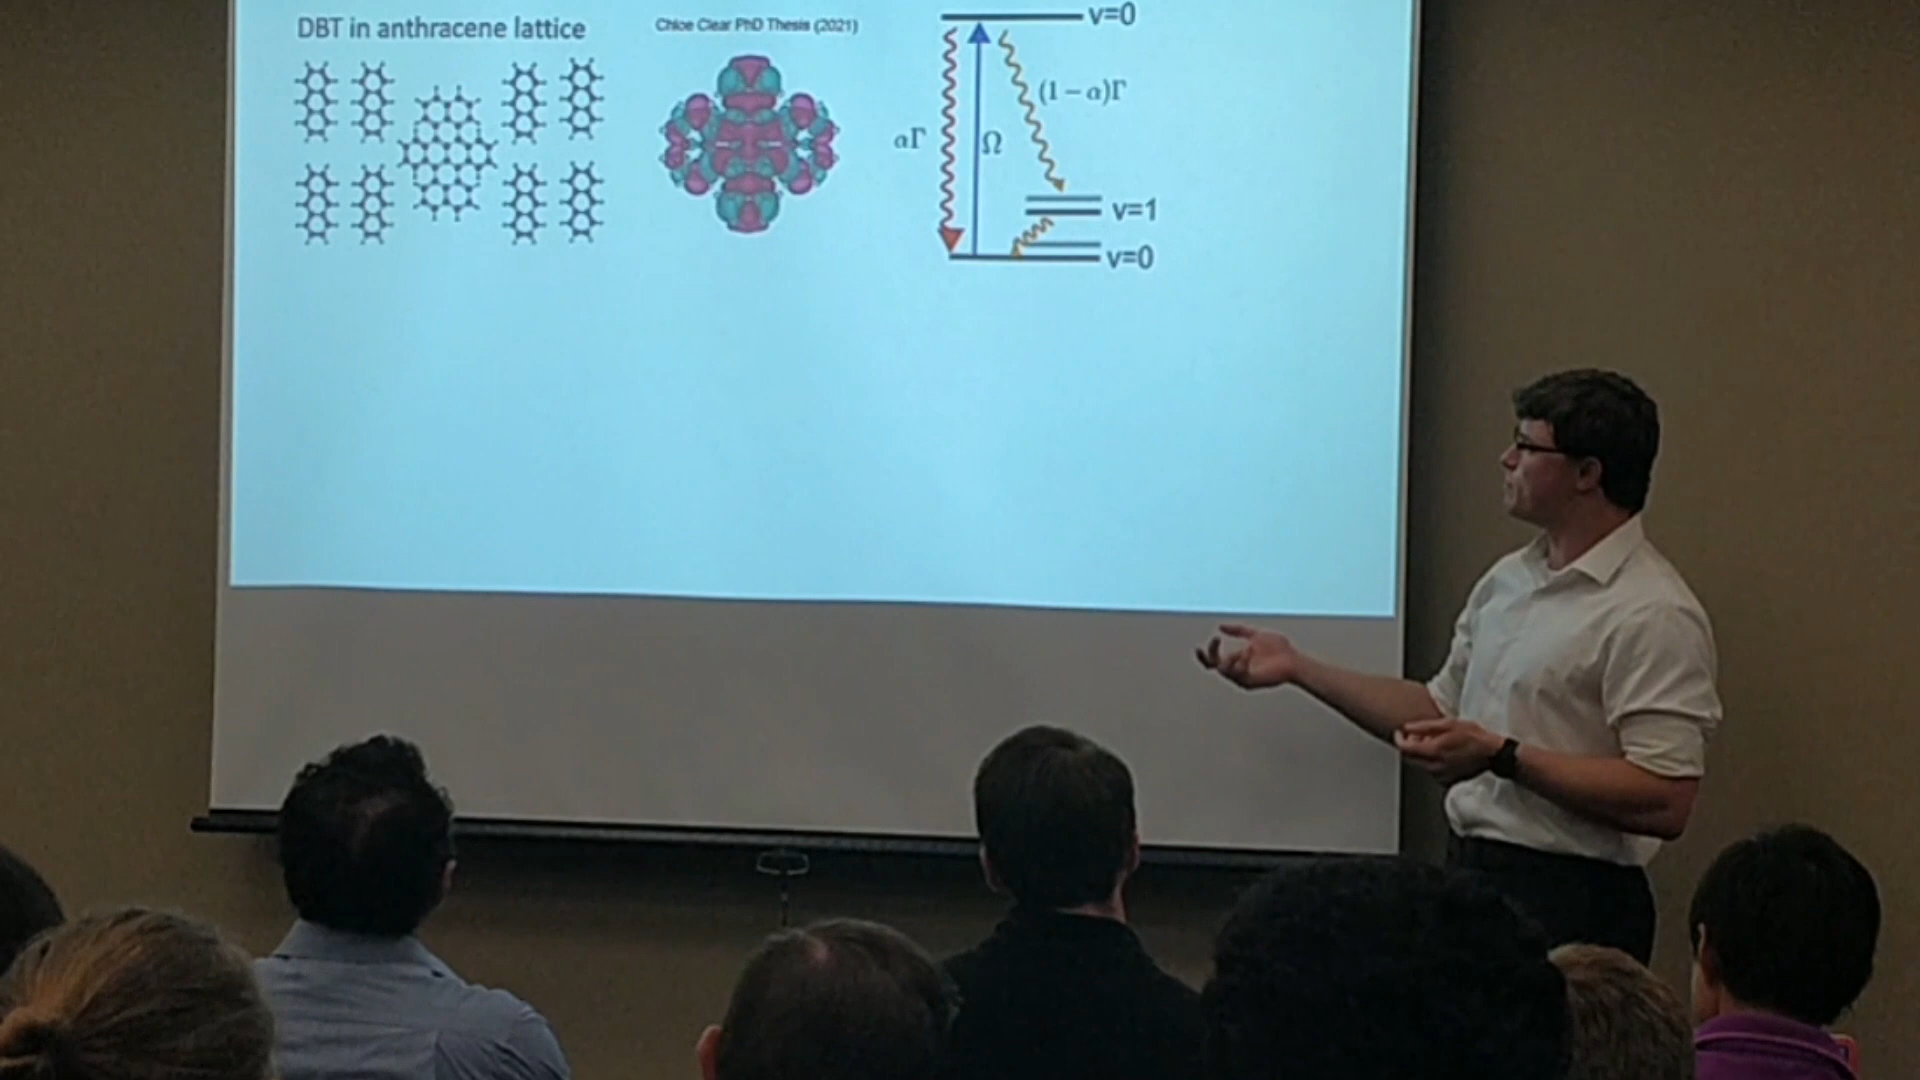 DBT in anthracene lattice
Chloe Clear PhD Thesis (2021)
v=0
(1 – α)Γ
αΓ
Ω
v=1
v=0